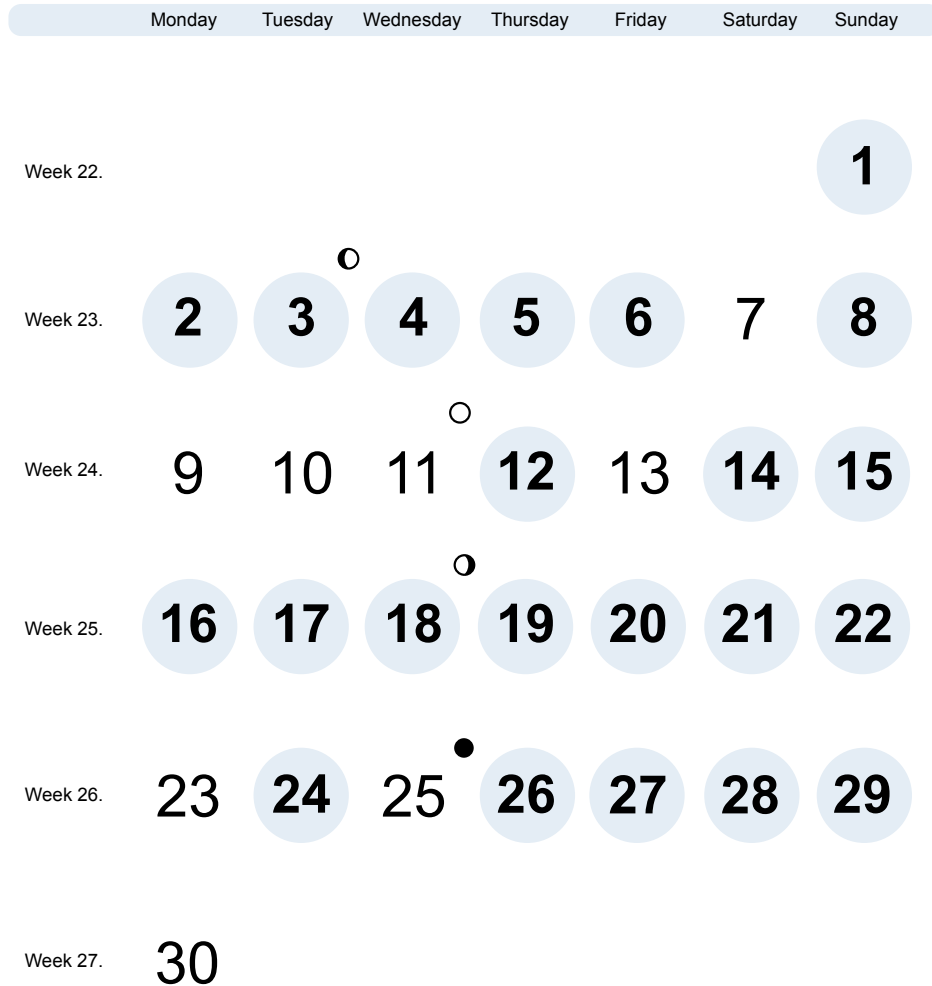 Monday Tuesday Wednesday Thursday Friday Saturday Sunday
Week 22. 1
Week 23. 2 3 4 5 6 7 8
Week 24. 9 10 11 12 13 14 15
Week 25. 16 17 18 19 20 21 22
Week 26. 23 24 25 26 27 28 29
Week 27. 30